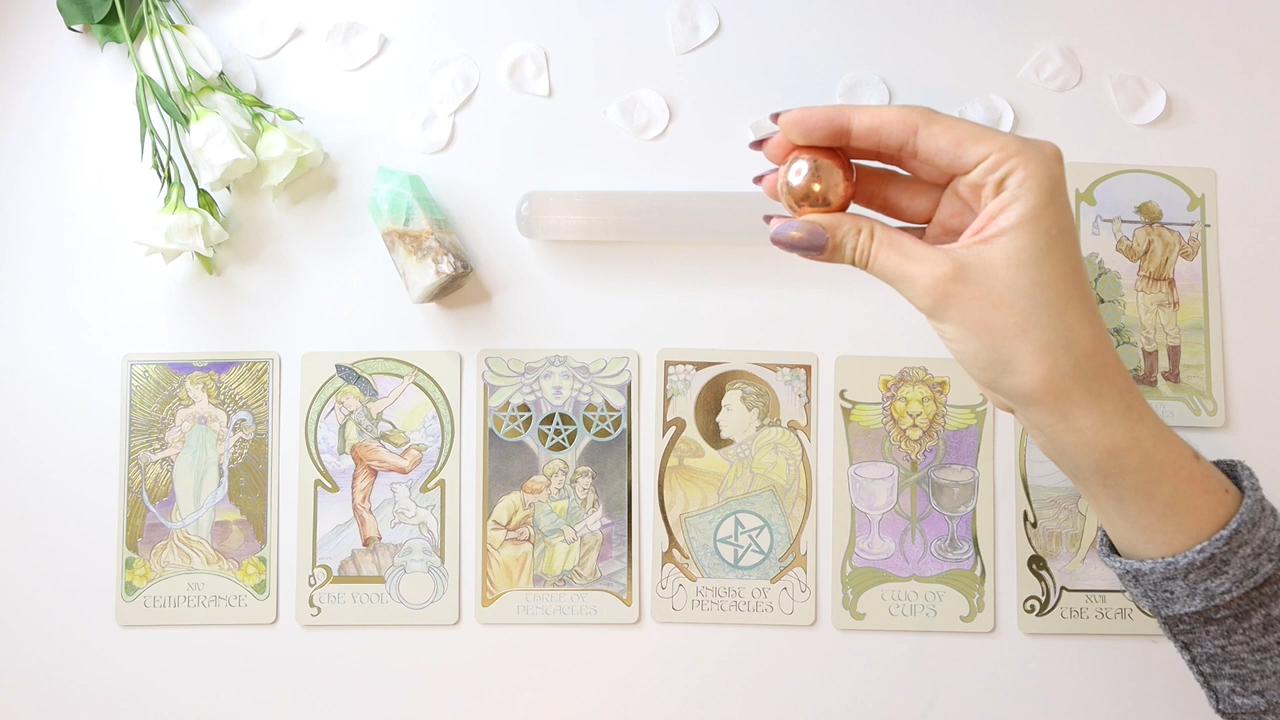 XIV
TEMPERANCE
THE FOOL
THREE OF
PENTACLES
KNIGHT OF
PENTACLES
TWO OF
CUPS
XVII
THE STAR